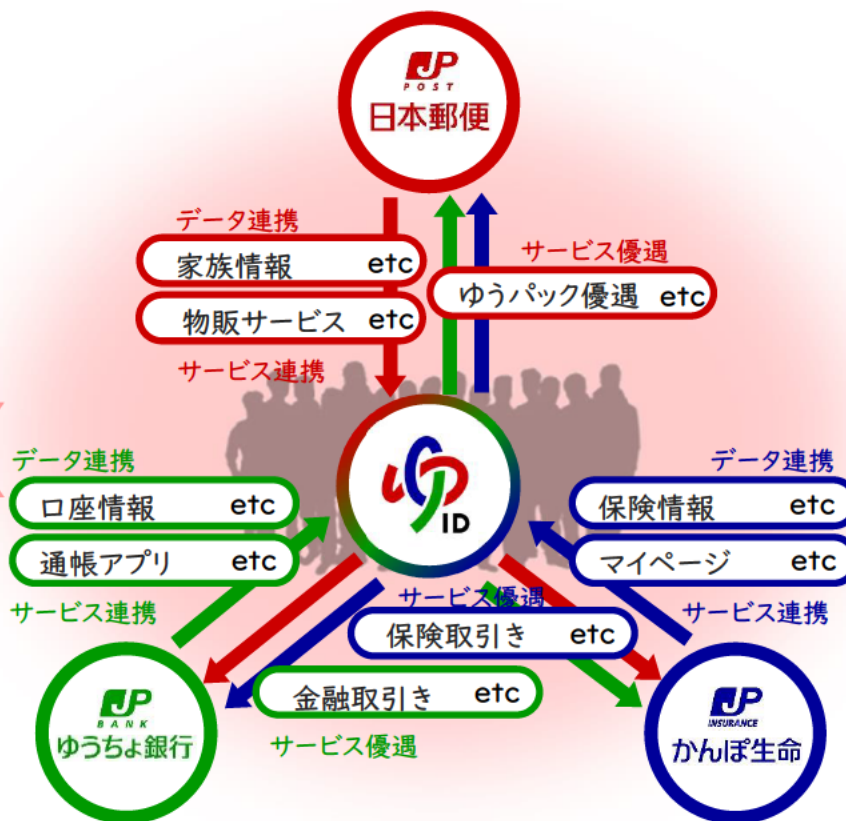 JP
POST
日本郵便
データ連携
家族情報 etc
物販サービス etc
サービス連携
サービス優遇
ゆうパック優遇 etc
ゆ
ID
データ連携
口座情報 etc
通帳アプリ etc
サービス連携
データ連携
保険情報 etc
マイページ etc
サービス連携
サービス優遇
保険取引き etc
金融取引き etc
サービス優遇
JP
BANK
ゆうちょ銀行
JP
INSURANCE
かんぽ生命